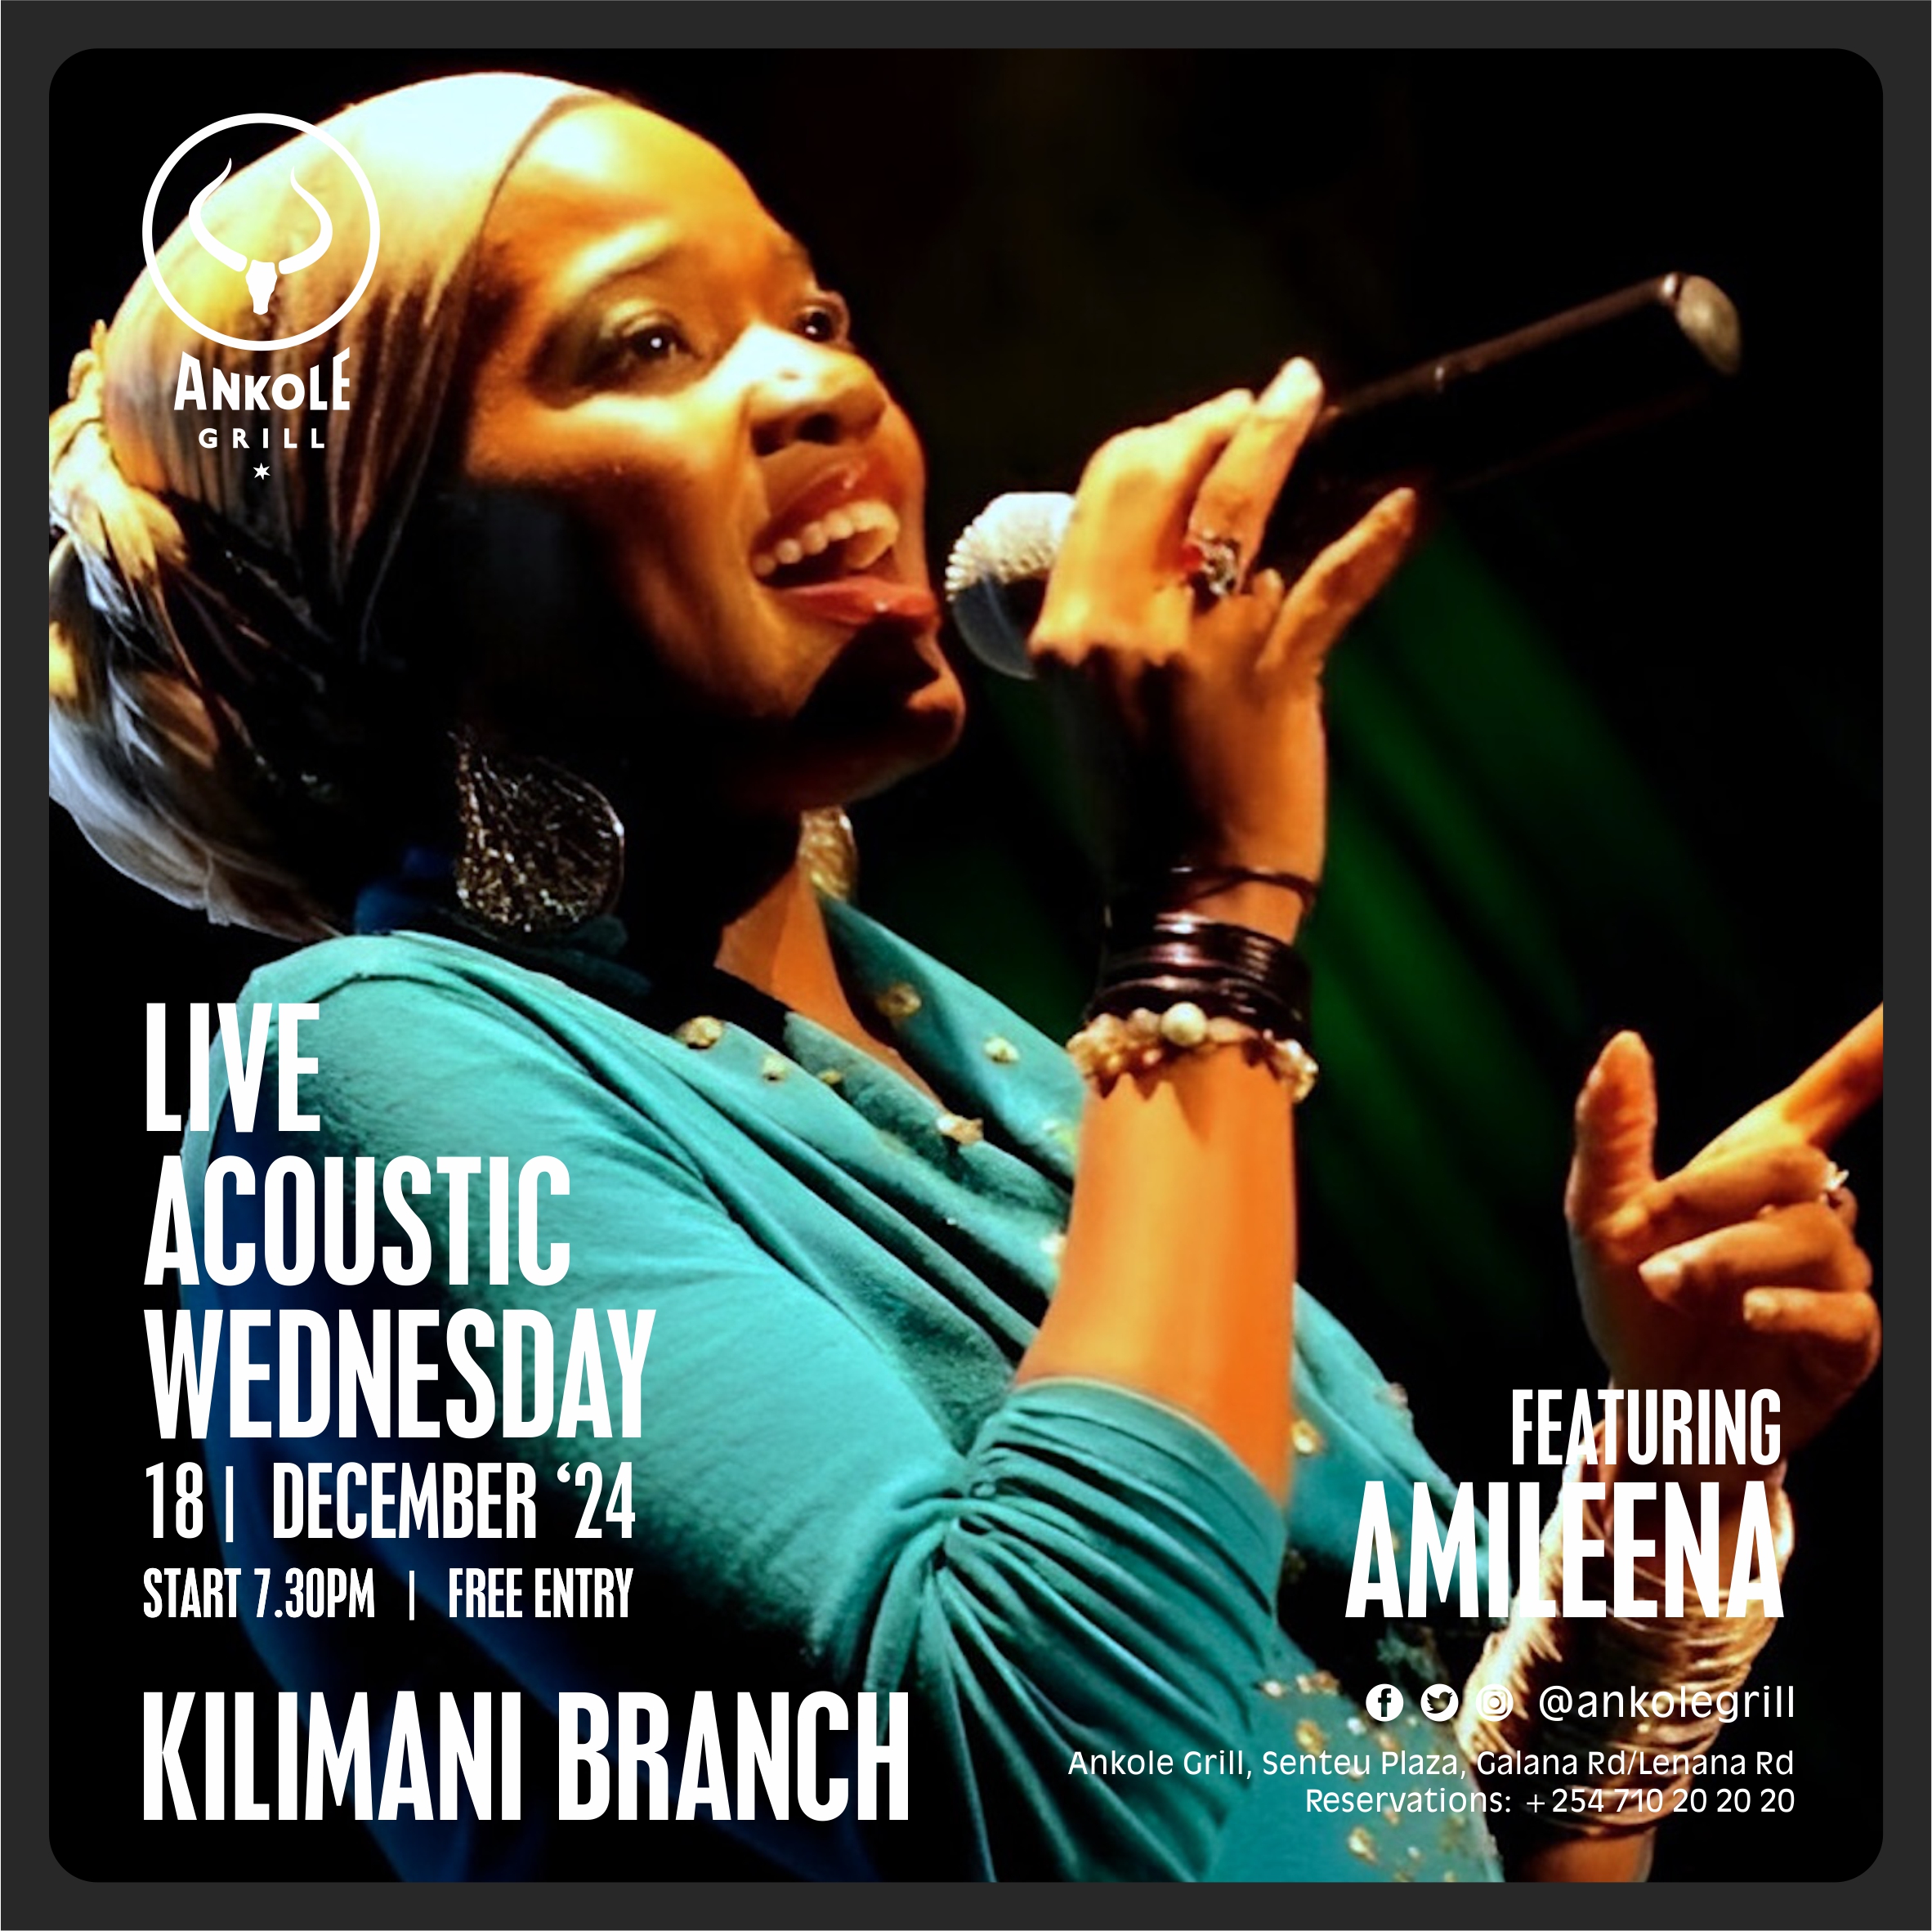 ANKOLE
GRILL
LIVE
ACOUSTIC
WEDNESDAY
18 | DECEMBER ‘24
START 7.30PM | FREE ENTRY
KILIMANI BRANCH
FEATURING
AMILEENA
@ankolegrill
Ankole Grill, Senteu Plaza, Galana Rd/Lenana Rd
Reservations: +254 710 20 20 20